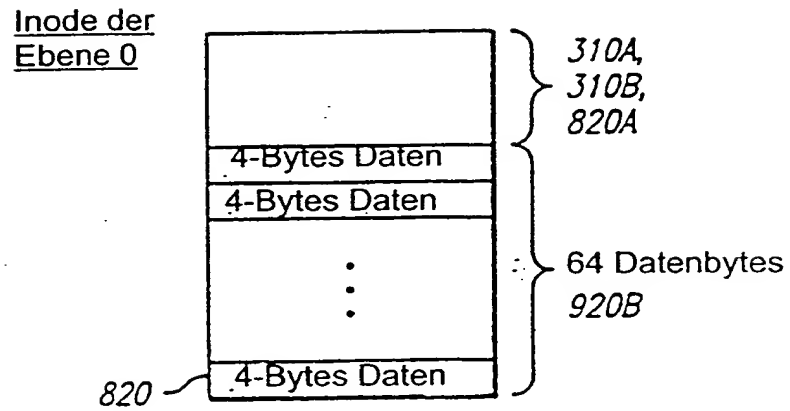 Inode der
Ebene 0
310A,
310B,
820A
4-Bytes Daten
4-Bytes Daten
64 Datenbytes
920B
820
4-Bytes Daten